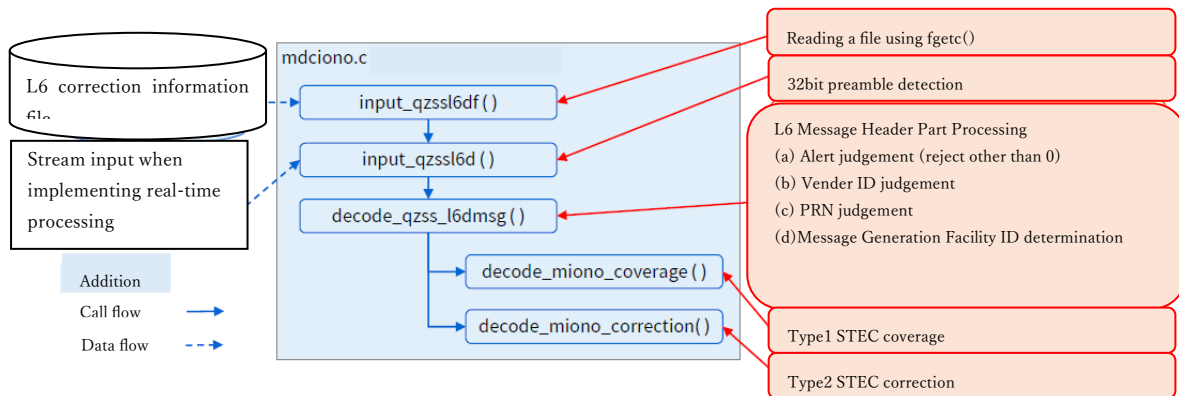 L6 correction information
file
Stream input when
implementing real-time
processing
Addition
Call flow
Data flow
mdciono.c
input_qzssl6df()
input_qzssl6d()
decode_qzss_l6dmsg()
decode_miono_coverage()
decode_miono_correction()
Reading a file using fgetc()
32bit preamble detection
L6 Message Header Part Processing
(a) Alert judgement (reject other than 0)
(b) Vender ID judgement
(c) PRN judgement
(d)Message Generation Facility ID determination
Type1 STEC coverage
Type2 STEC correction